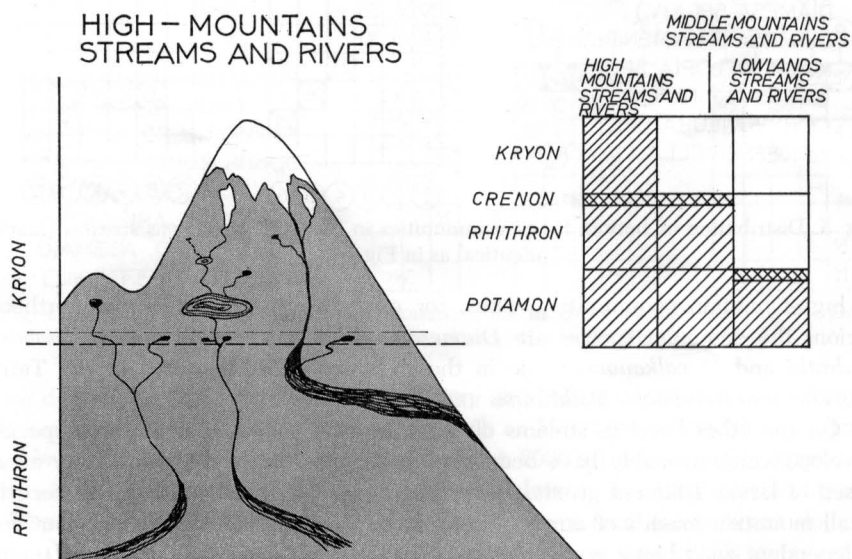 HIGH-MOUNTAINS
STREAMS AND RIVERS
KRYON
RHITHRON
MIDDLE MOUNTAINS
STREAMS AND RIVERS
HIGH
MOUNTAINS
STREAMS AND
RIVERS
LOWLANDS
STREAMS
AND RIVERS
KRYON
CRENON
RHITHRON
POTAMON